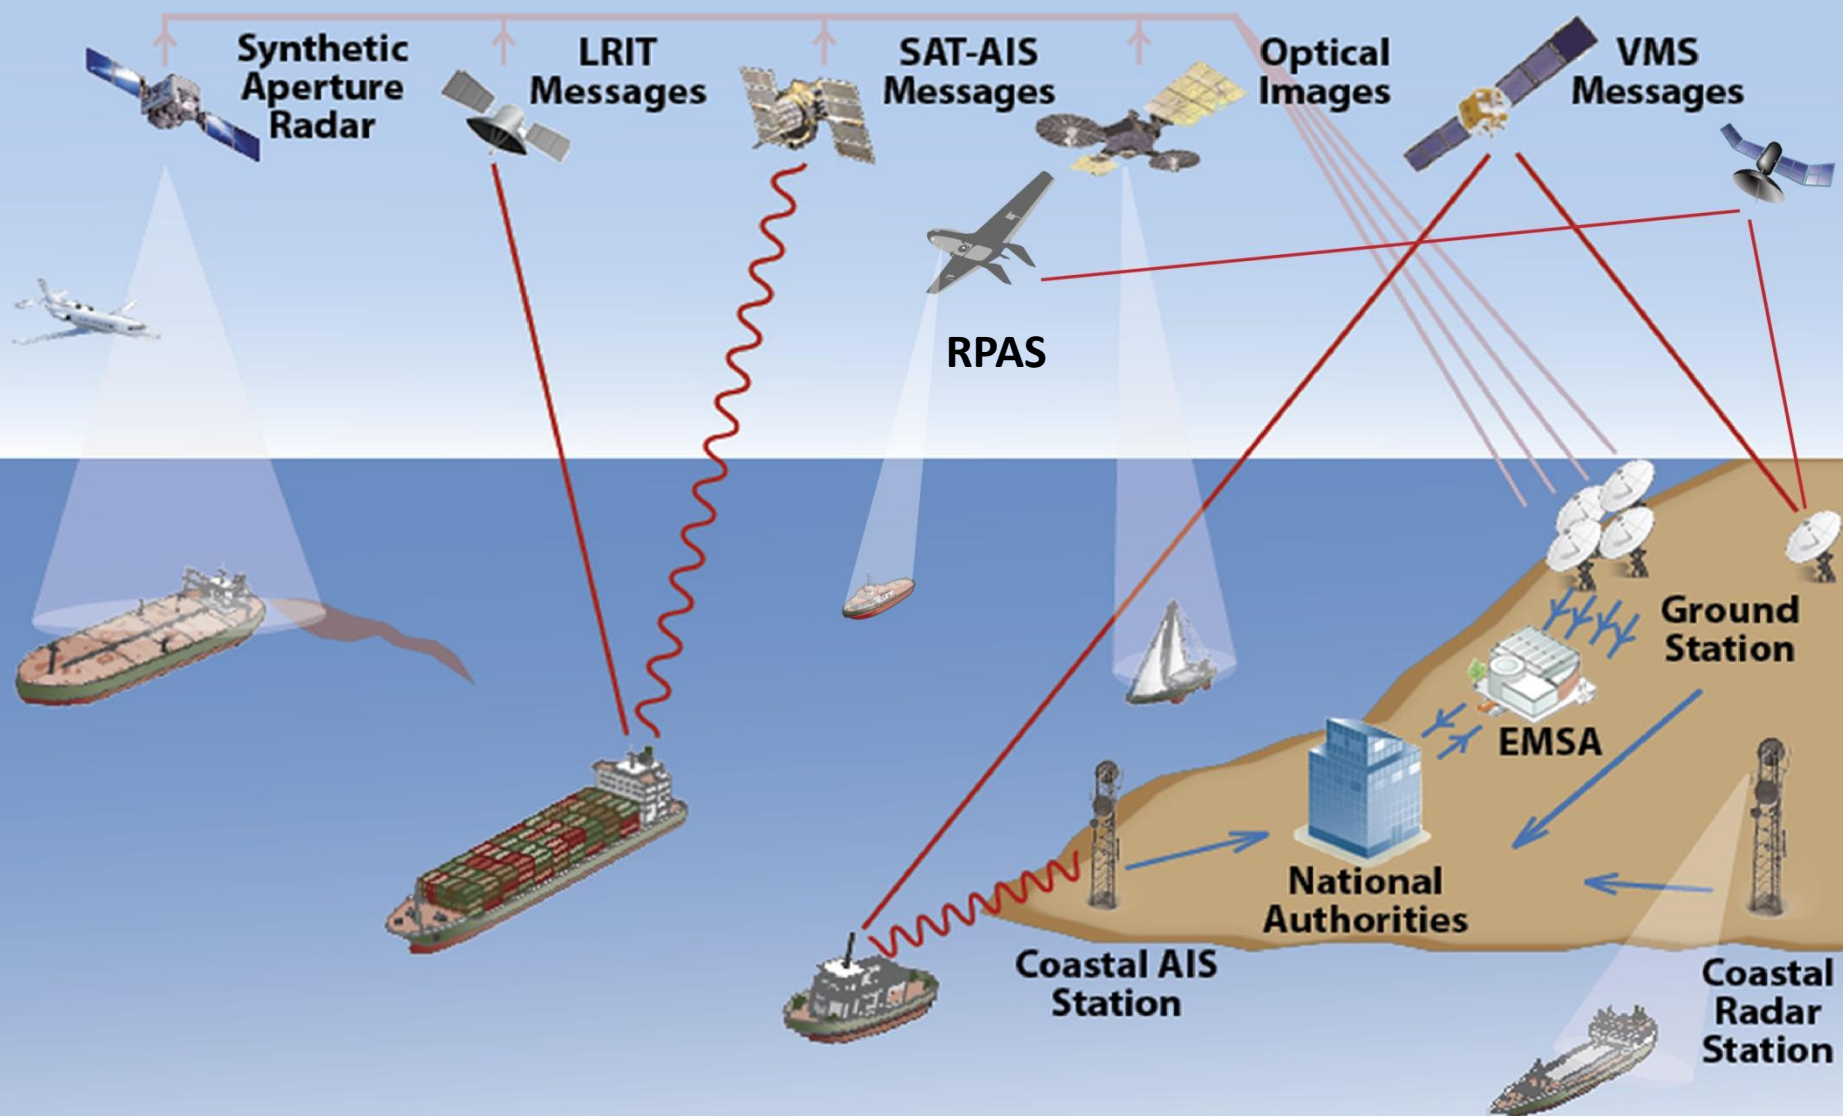 Synthetic
Aperture
Radar
LRIT
Messages
SAT-AIS
Messages
Optical
Images
VMS
Messages
RPAS
Ground
Station
EMSA
National
Authorities
Coastal AIS
Station
Coastal
Radar
Station